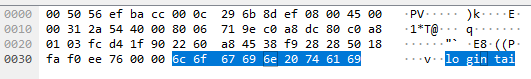 0000 00 50 56 ef ba cc 00 0c 29 6b 8d ef 08 00 45 00 ·PV·····)k····E·
0010 00 31 2a 54 40 00 80 06 71 9e c0 a8 dc 80 c0 a8 ·1*T@···q·······
0020 01 03 fc d4 1f 90 22 60 a8 45 38 f9 28 28 50 18 ······"`·E8·((P·
0030 fa f0 ee 76 00 00 6c 6f 67 69 6e 20 74 61 69 ···v··login tai